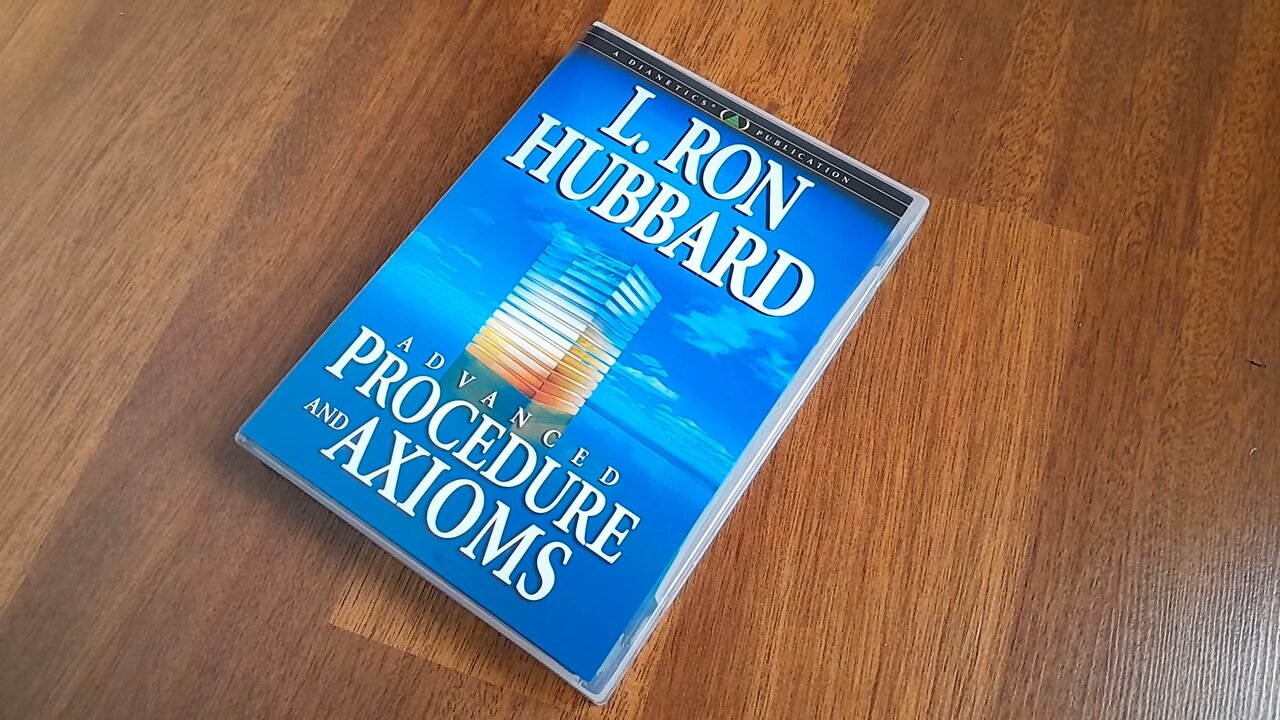 A DIANETICS® PUBLICATION
L. RON
HUBBARD
ADVANCED
PROCEDURE
AND AXIOMS